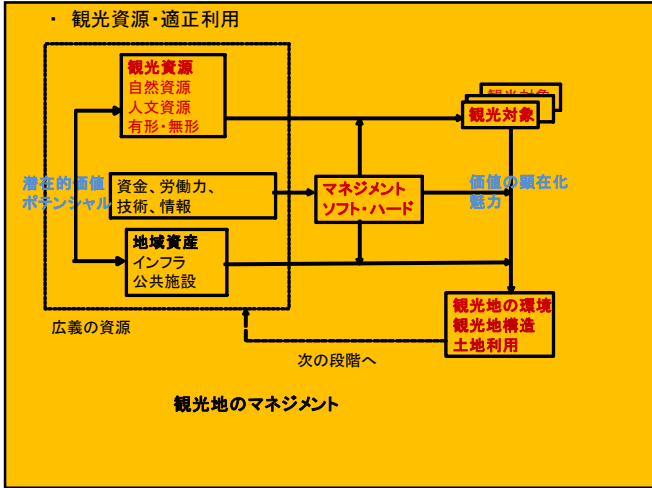 ・ 観光資源・適正利用
観光資源
自然資源
人文資源
有形・無形
観光対象
観光対象
潜在的価値
ポテンシャル
資金、労働力、
技術、情報
マネジメント
ソフト・ハード
価値の顕在化
魅力
地域資産
インフラ
公共施設
観光地の環境
観光地構造
土地利用
広義の資源
次の段階へ
観光地のマネジメント